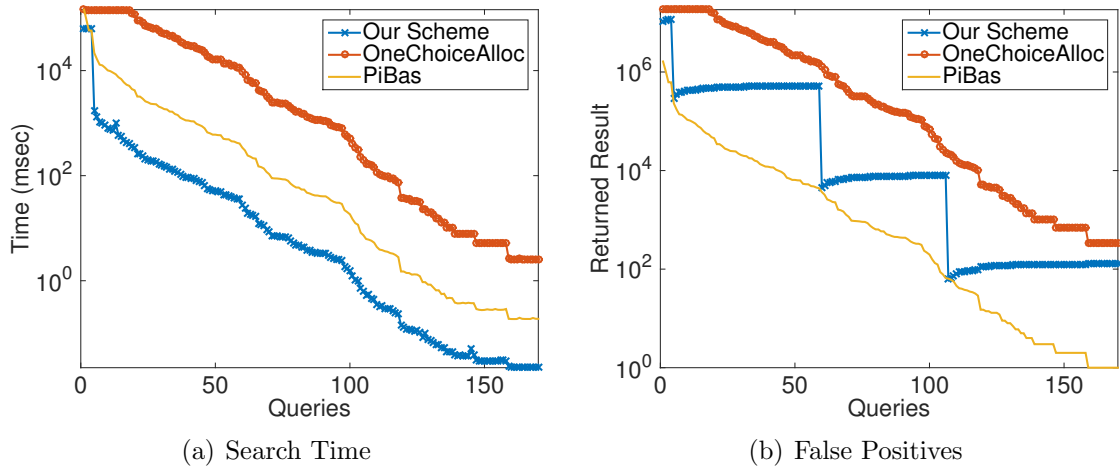 Our Scheme
OneChoiceAlloc
PiBas
10^4
10^2
10^0
Time (msec)
0
50
100
150
Queries
(a) Search Time
Our Scheme
OneChoiceAlloc
PiBas
10^6
10^4
10^2
10^0
Returned Result
0
50
100
150
Queries
(b) False Positives